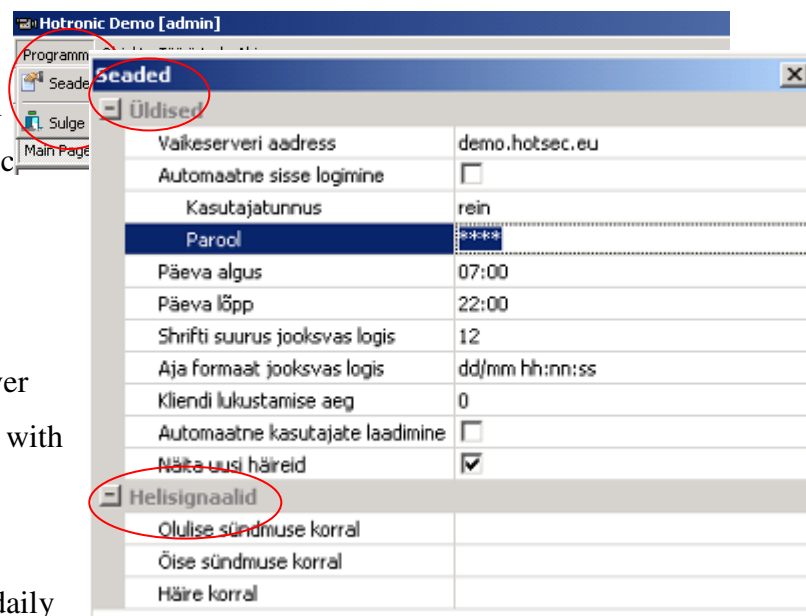 Hotronic Demo [admin]
Programm
Seade
Sulge
Main Page
c
ver
with
daily
Seaded
Üldised
Vaikeserveri aadress demo.hotsec.eu
Automaatne sisse logimine
Kasutajatunnus rein
Parool ****
Päeva algus 07:00
Päeva lõpp 22:00
Shrifti suurus jooksvas logis 12
Aja formaat jooksvas logis dd/mm hh:nn:ss
Kliendi lukustamise aeg 0
Automaatne kasutajate laadimine
Näita uusi häireid
Helisignaalid
Olulise sündmuse korral
Öise sündmuse korral
Häire korral